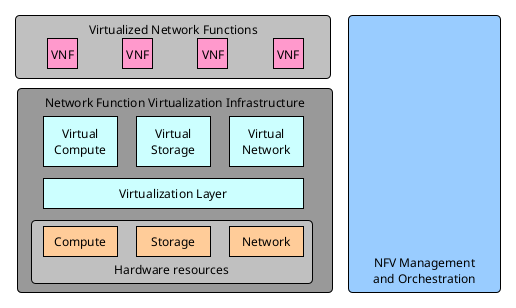 Virtualized Network Functions
VNF VNF VNF VNF
Network Function Virtualization Infrastructure
Virtual Compute
Virtual Storage
Virtual Network
Virtualization Layer
Compute Storage Network
Hardware resources
NFV Management
and Orchestration